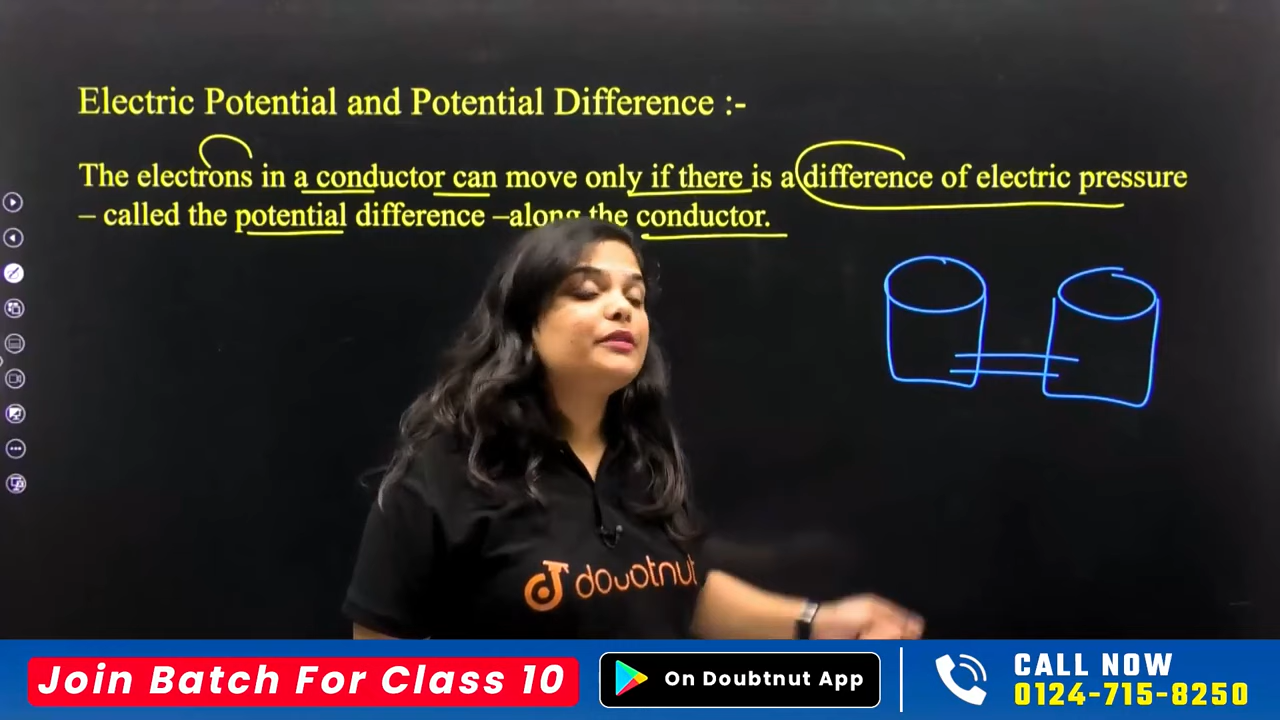 Electric Potential and Potential Difference :-
The electrons in a conductor can move only if there is a difference of electric pressure
– called the potential difference –along the conductor.
doubtnut
Join Batch For Class 10
On Doubtnut App
CALL NOW
0124-715-8250